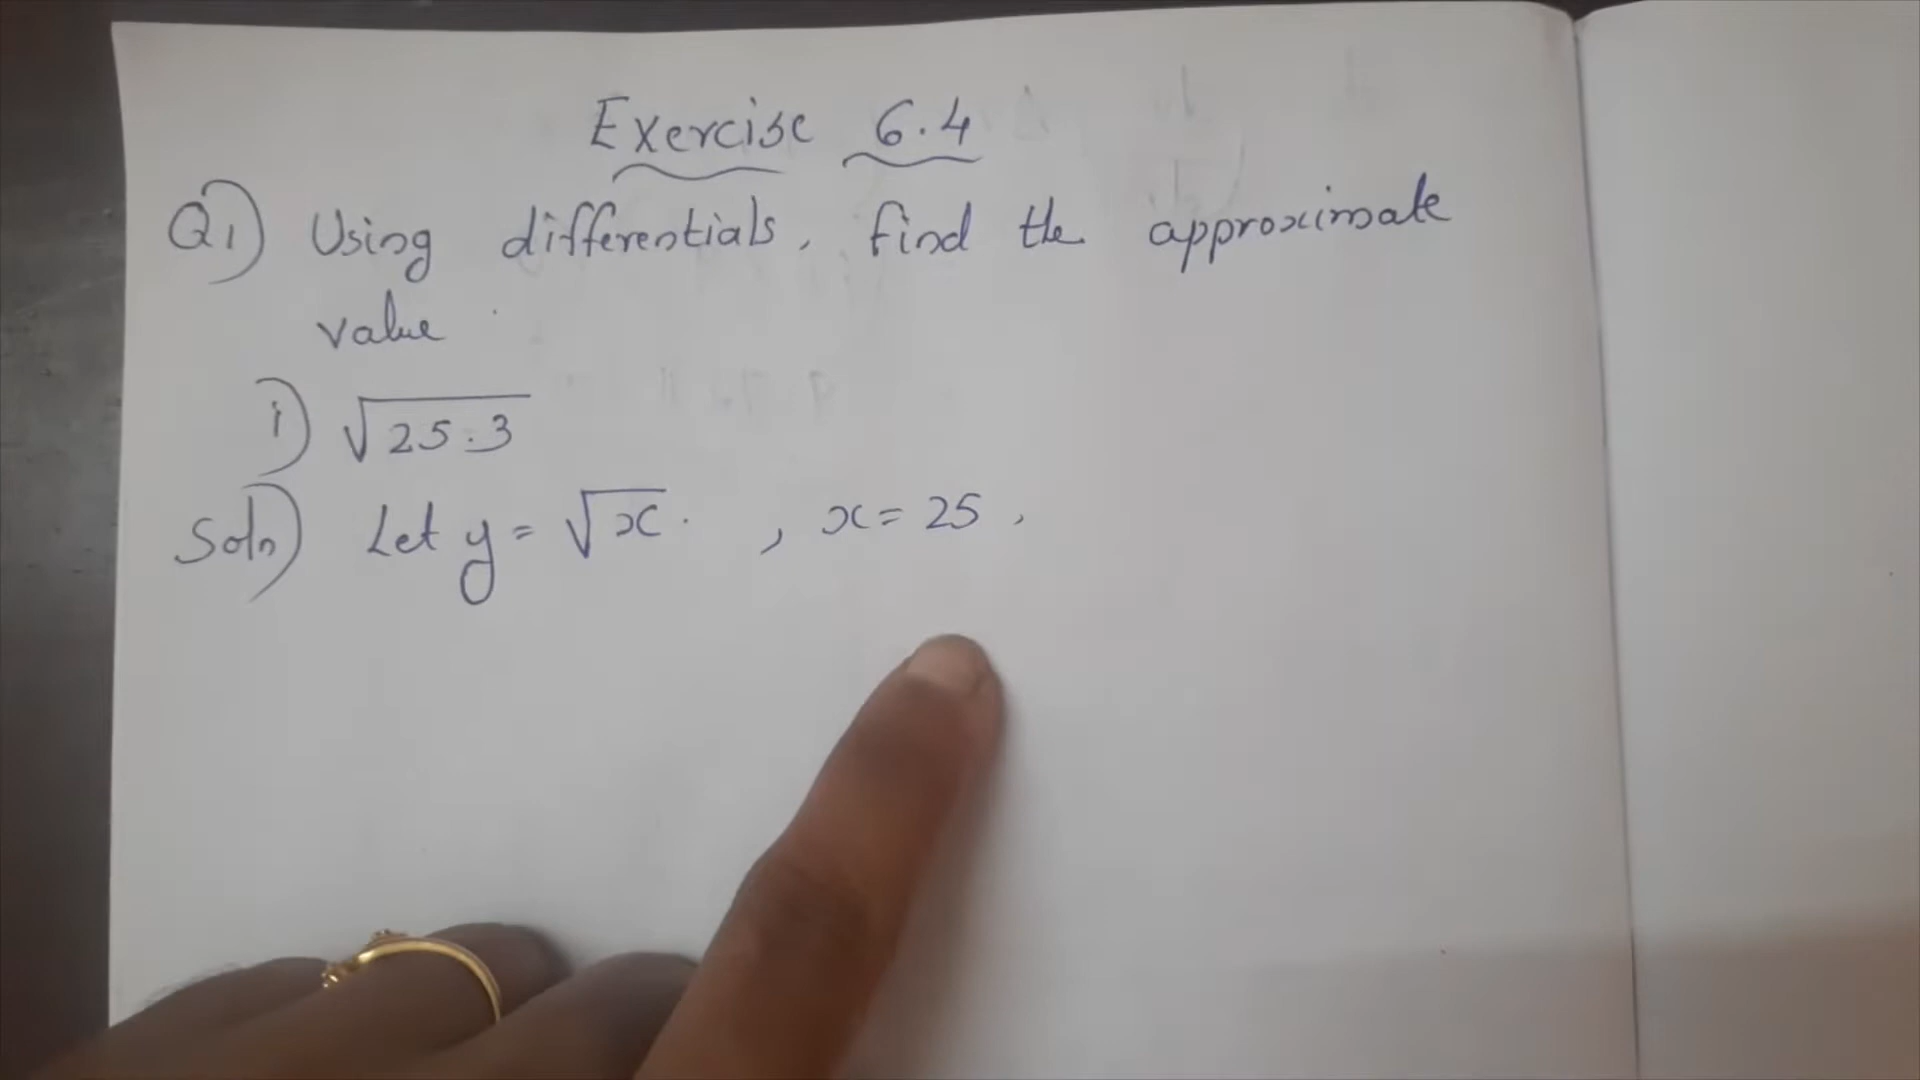 Exercise 6.4
Q1) Using differentials, find the approximate
value.
i) √25.3
Soln) Let y = √x. , x = 25 ,